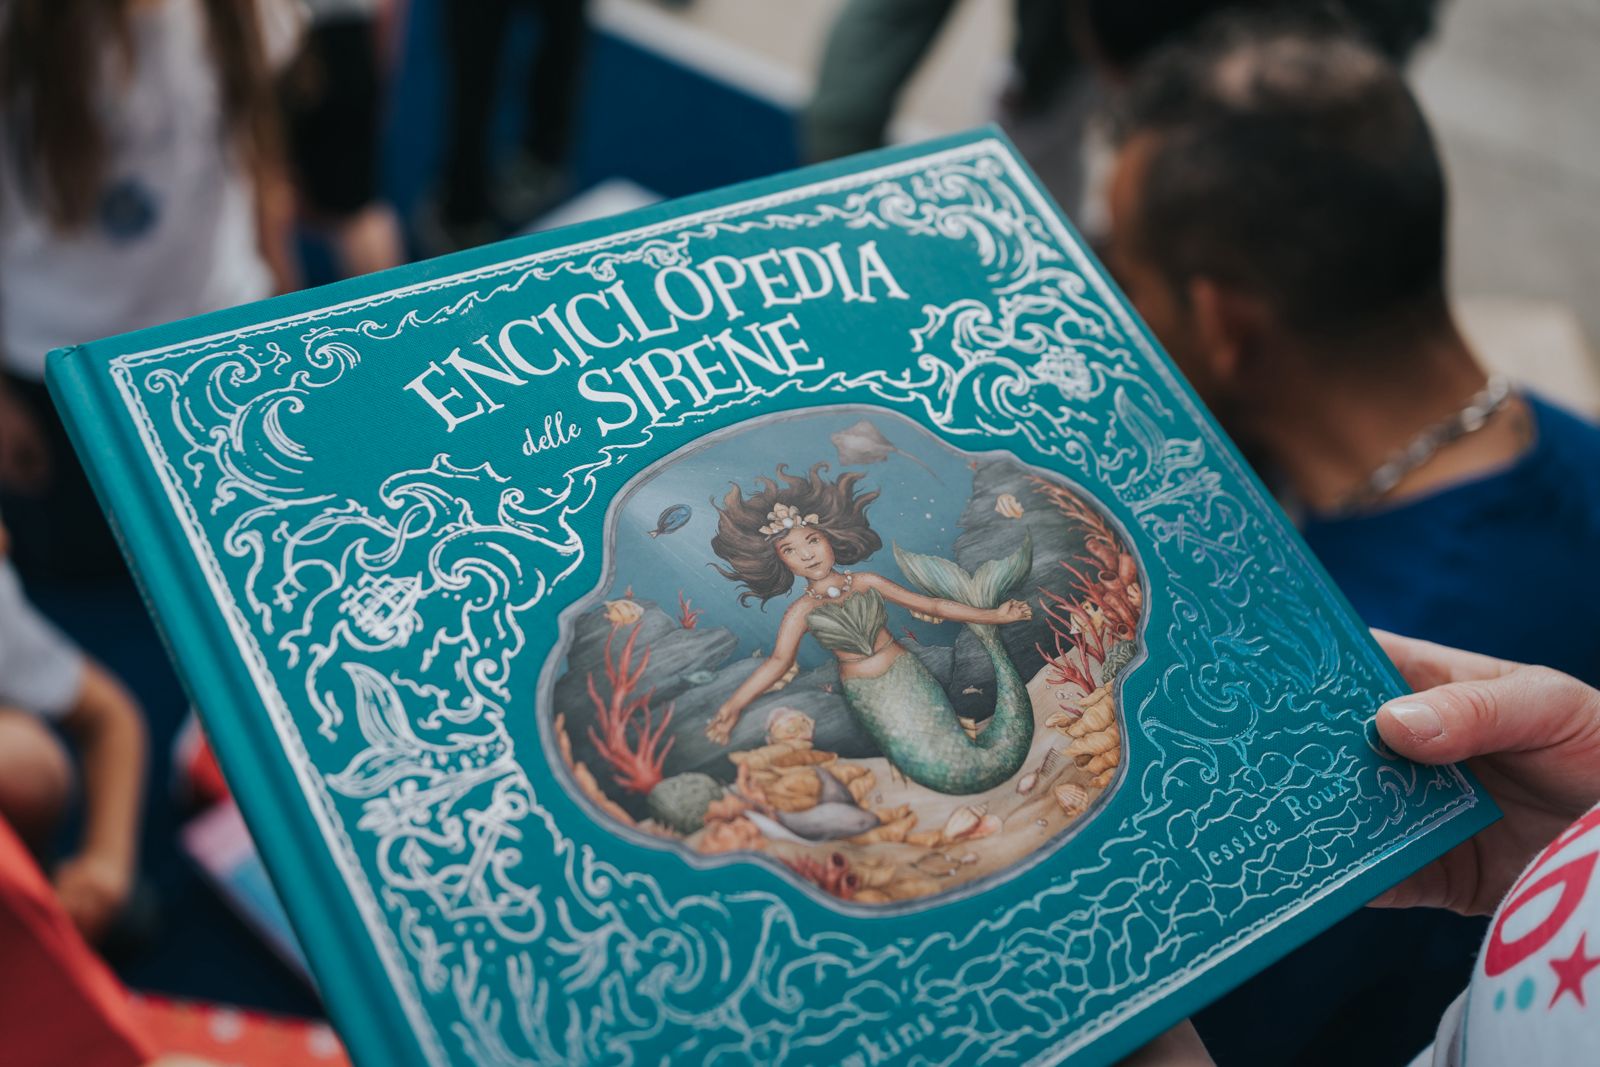 ENCICLOPEDIA
delle SIRENE
Jessica Roux